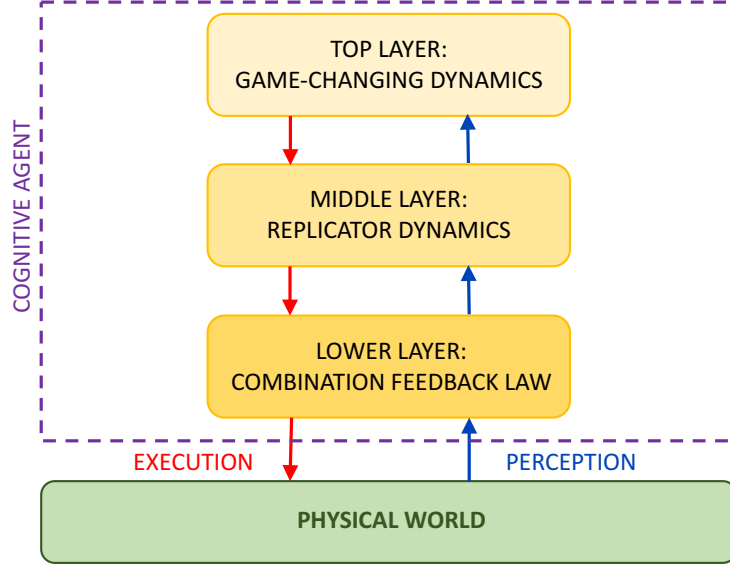 TOP LAYER:
GAME-CHANGING DYNAMICS
MIDDLE LAYER:
REPLICATOR DYNAMICS
LOWER LAYER:
COMBINATION FEEDBACK LAW
COGNITIVE AGENT
EXECUTION
PERCEPTION
PHYSICAL WORLD